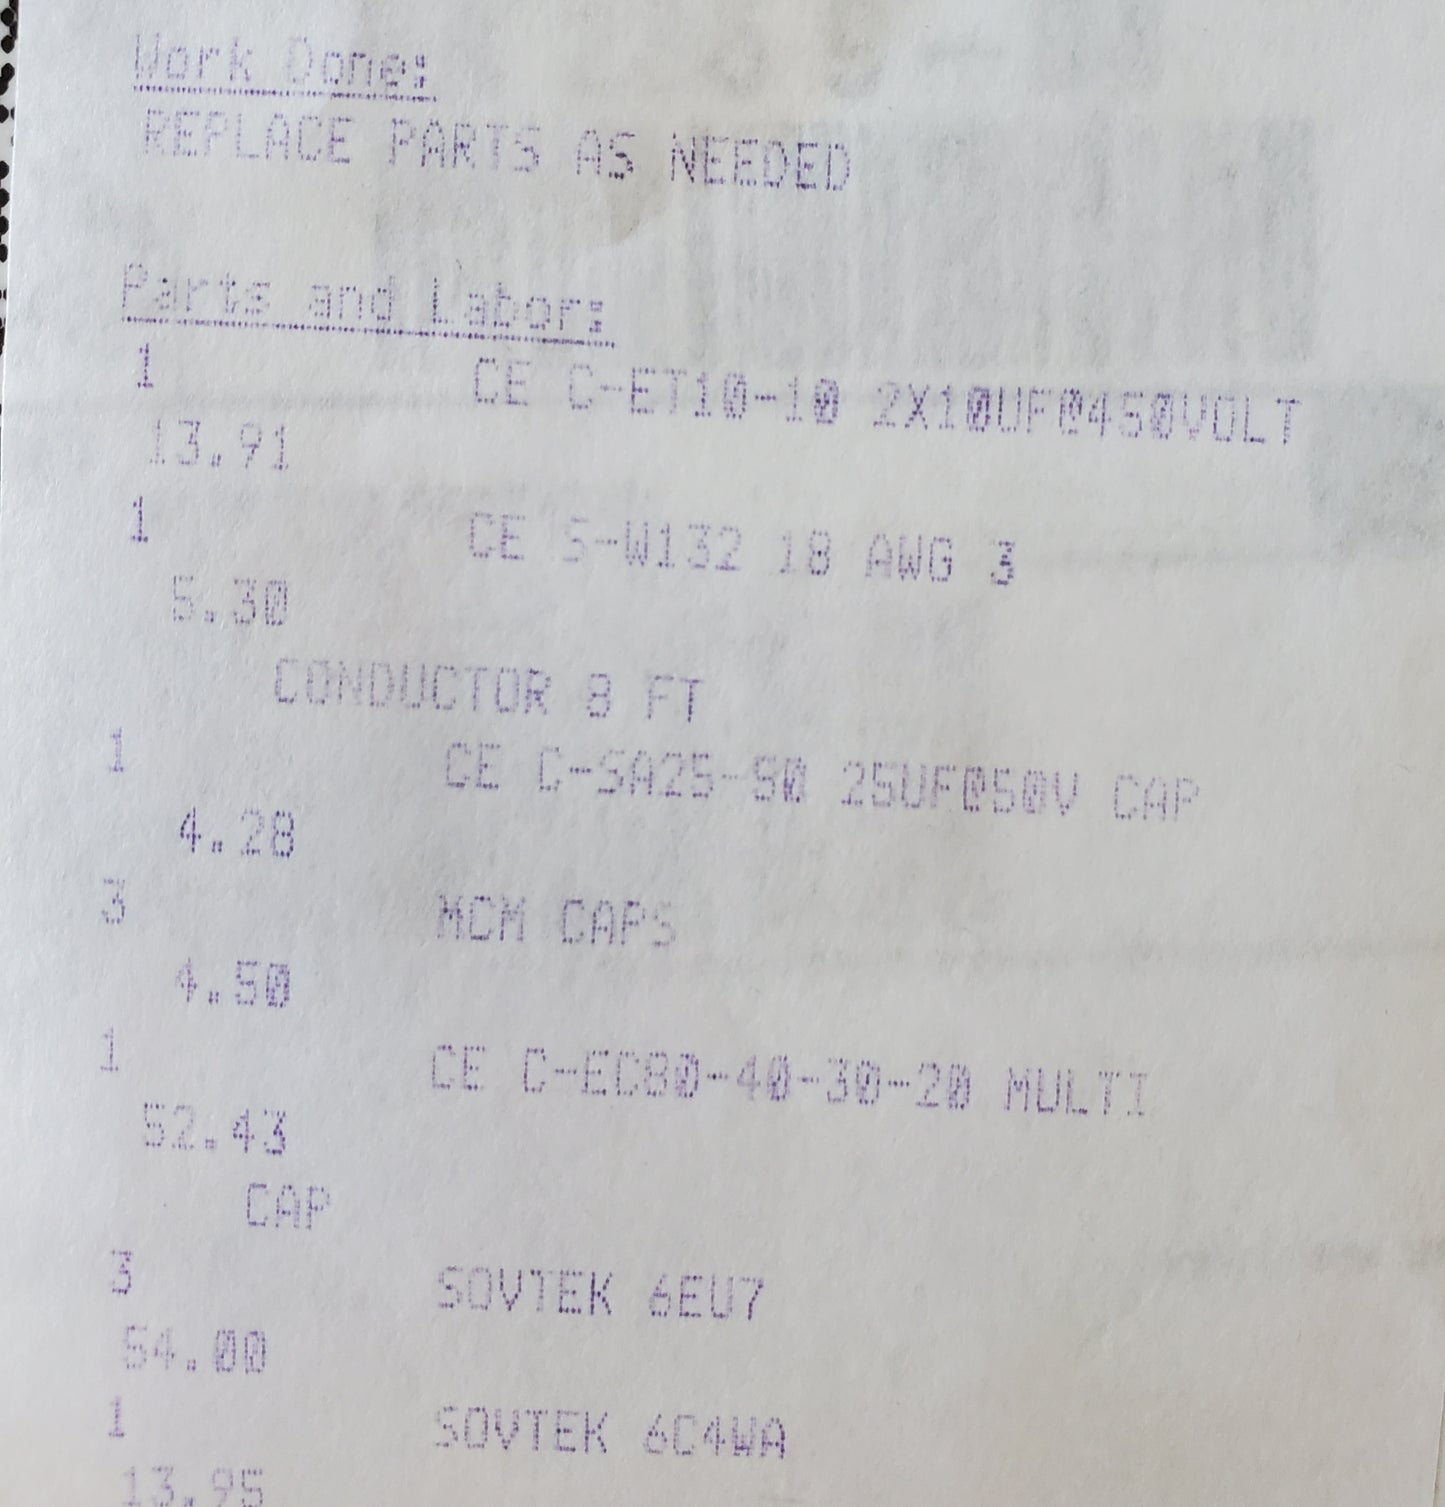 Work Done:
REPLACE PARTS AS NEEDED
Parts and Labor:
1 CE C-ET10-10 2X10UF@450VOLT
13.91
1 CE S-W132 18 AWG 3
5.30
CONDUCTOR 8 FT
1 CE C-SA25-50 25UF@50V CAP
4.28
3 MCM CAPS
4.50
1 CE C-EC80-40-30-20 MULTI
52.43
CAP
3 SOVTEK 6EU7
54.00
1 SOVTEK 6C4WA
13.95